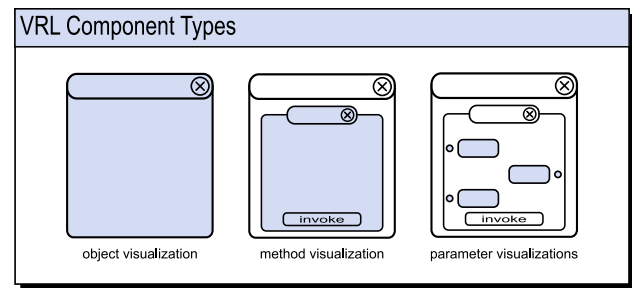 VRL Component Types
invoke
invoke
object visualization
method visualization
parameter visualizations